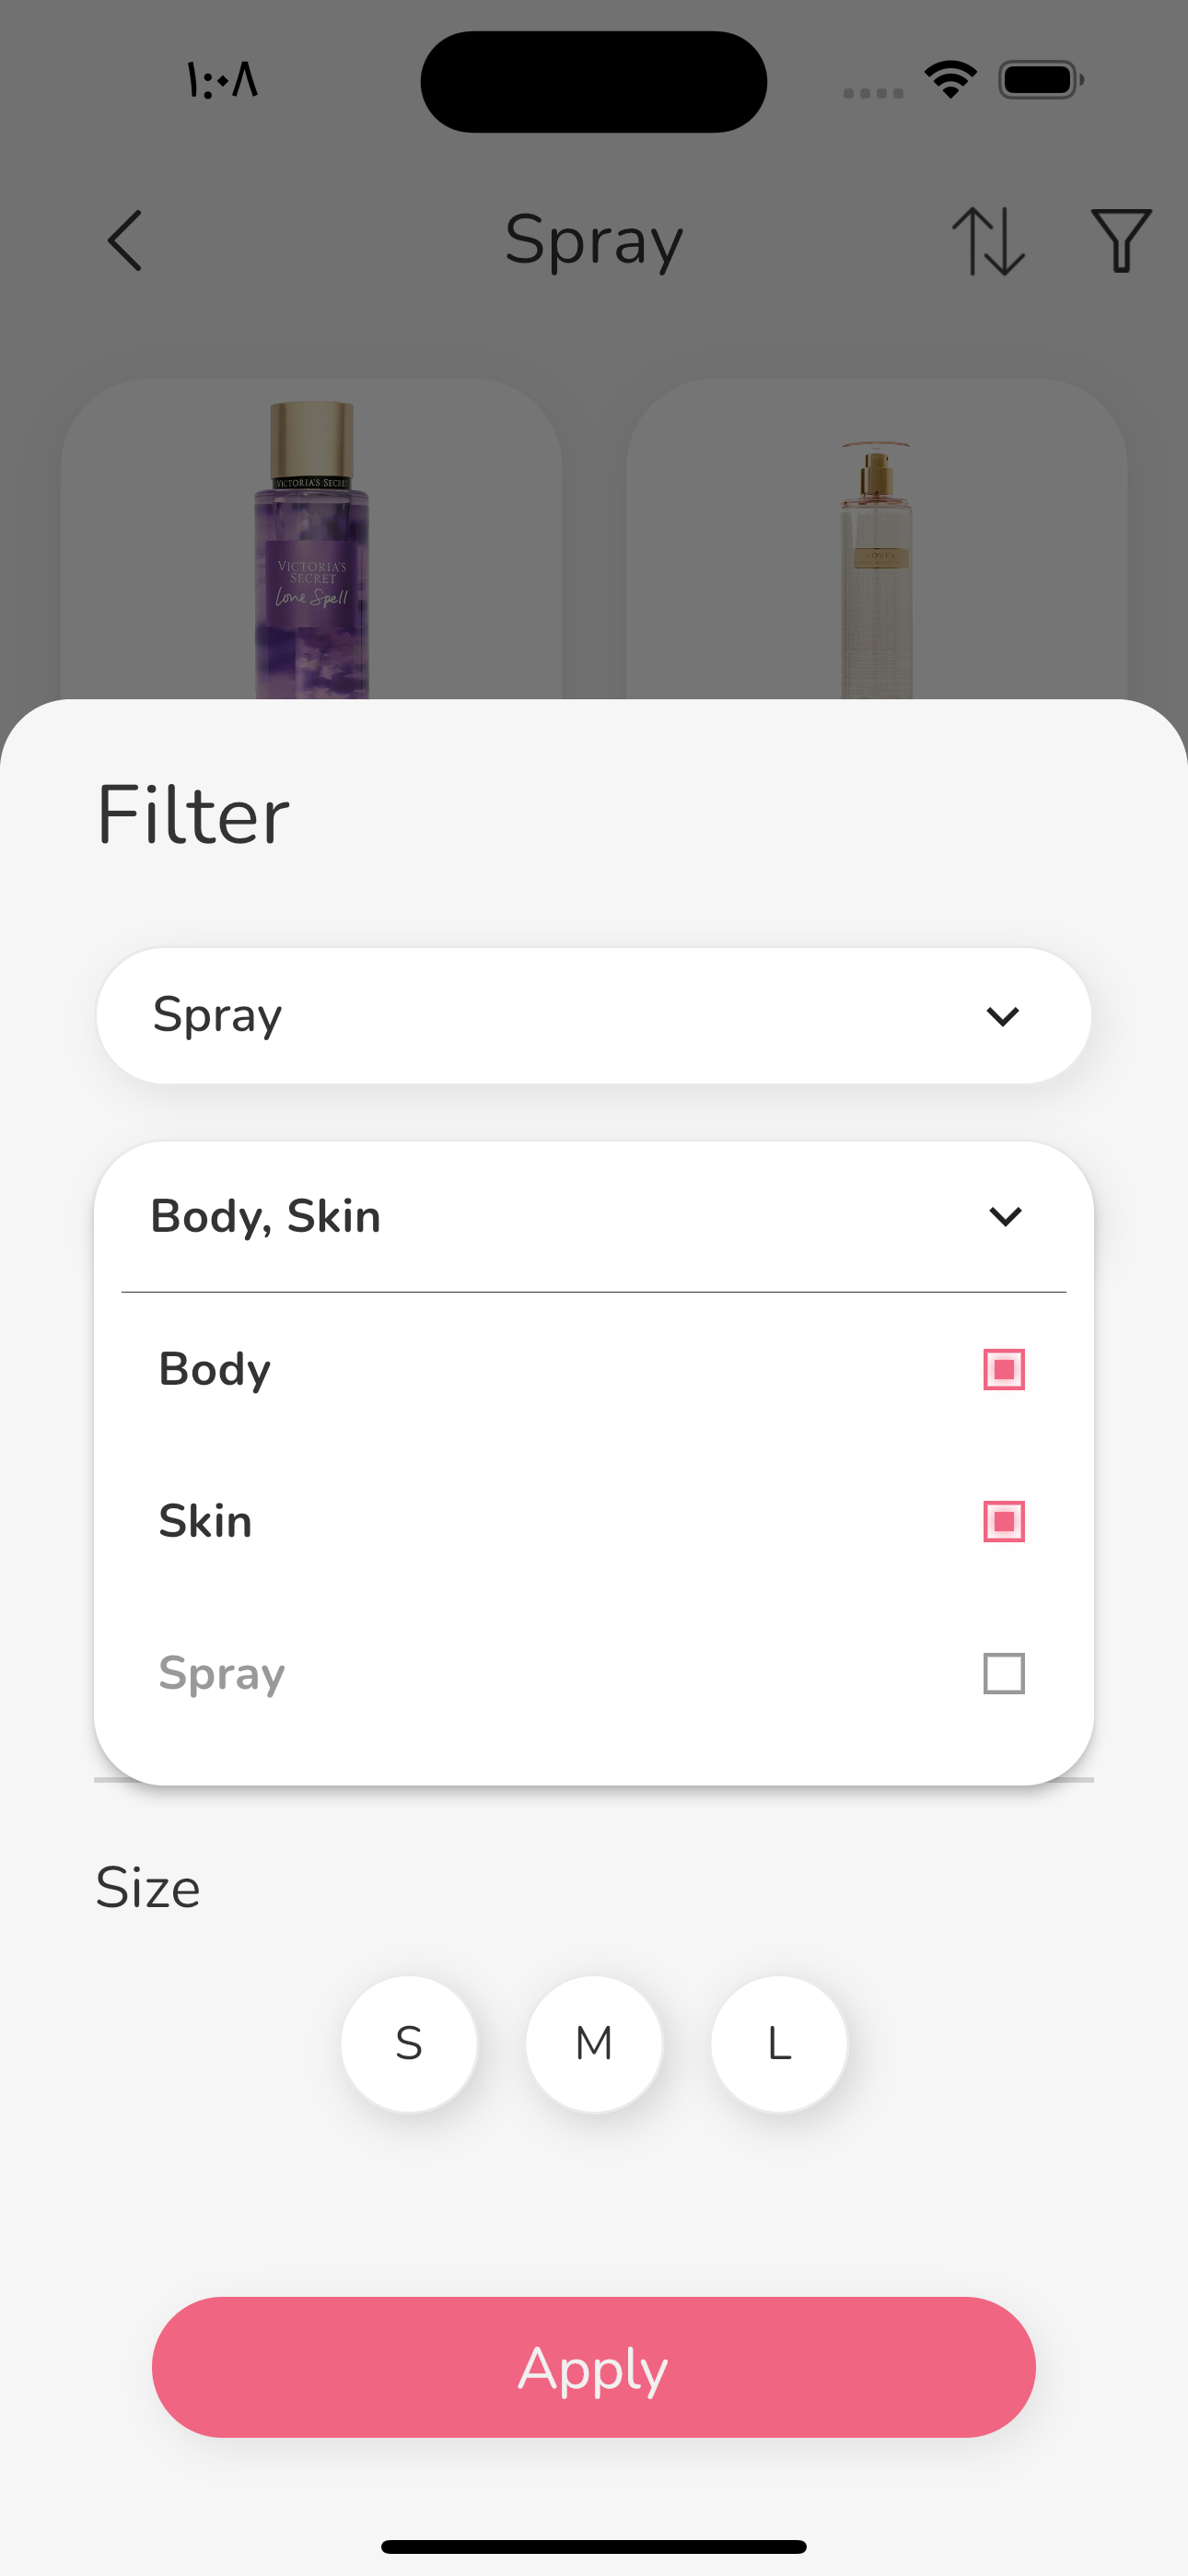 ١:٠٨
Spray
VICTORIA'S SECRET
VICTORIA'S
SECRET
Love Spell
Filter
Spray
Body, Skin
Body
Skin
Spray
Size
S M L
Apply